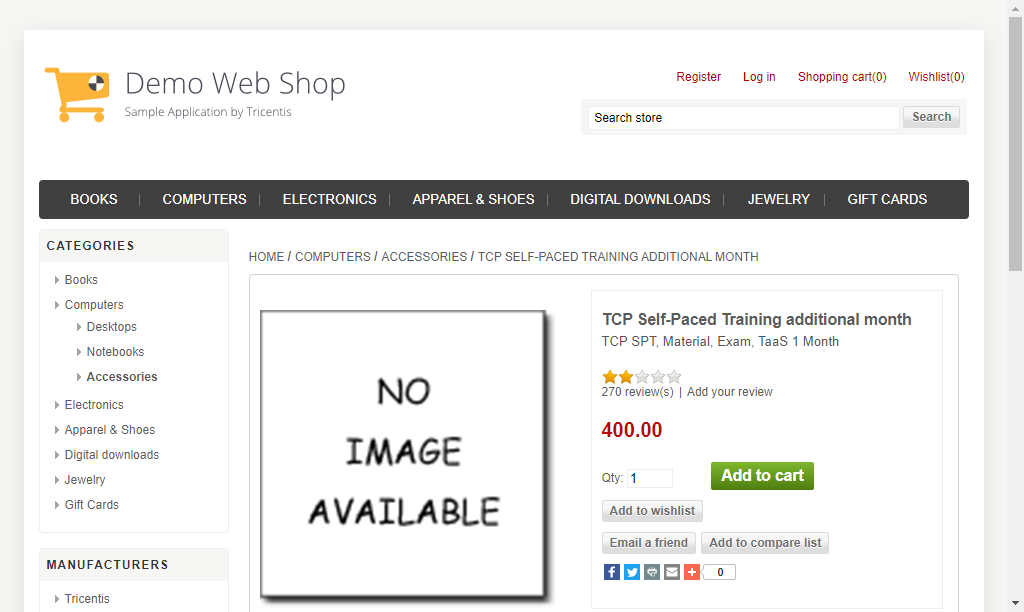 Demo Web Shop
Sample Application by Tricentis
Register Log in Shopping cart(0) Wishlist(0)
Search store Search
BOOKS | COMPUTERS | ELECTRONICS | APPAREL & SHOES | DIGITAL DOWNLOADS | JEWELRY | GIFT CARDS
CATEGORIES
Books
Computers
Desktops
Notebooks
Accessories
Electronics
Apparel & Shoes
Digital downloads
Jewelry
Gift Cards
MANUFACTURERS
Tricentis
HOME / COMPUTERS / ACCESSORIES / TCP SELF-PACED TRAINING ADDITIONAL MONTH
NO
IMAGE
AVAILABLE
TCP Self-Paced Training additional month
TCP SPT, Material, Exam, TaaS 1 Month
270 review(s) | Add your review
400.00
Qty: 1 Add to cart
Add to wishlist
Email a friend Add to compare list
0